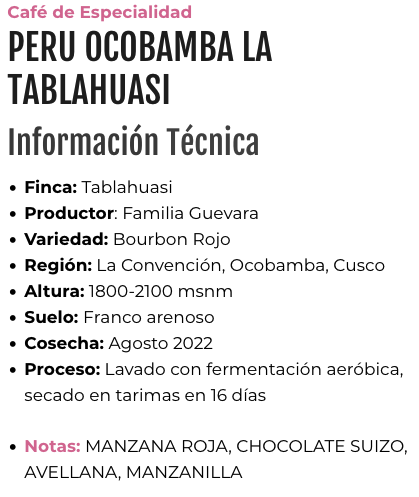 Café de Especialidad
PERU OCOBAMBA LA
TABLAHUASI
Información Técnica
• Finca: Tablahuasi
• Productor: Familia Guevara
• Variedad: Bourbon Rojo
• Región: La Convención, Ocobamba, Cusco
• Altura: 1800-2100 msnm
• Suelo: Franco arenoso
• Cosecha: Agosto 2022
• Proceso: Lavado con fermentación aeróbica,
secado en tarimas en 16 días
• Notas: MANZANA ROJA, CHOCOLATE SUIZO,
AVELLANA, MANZANILLA